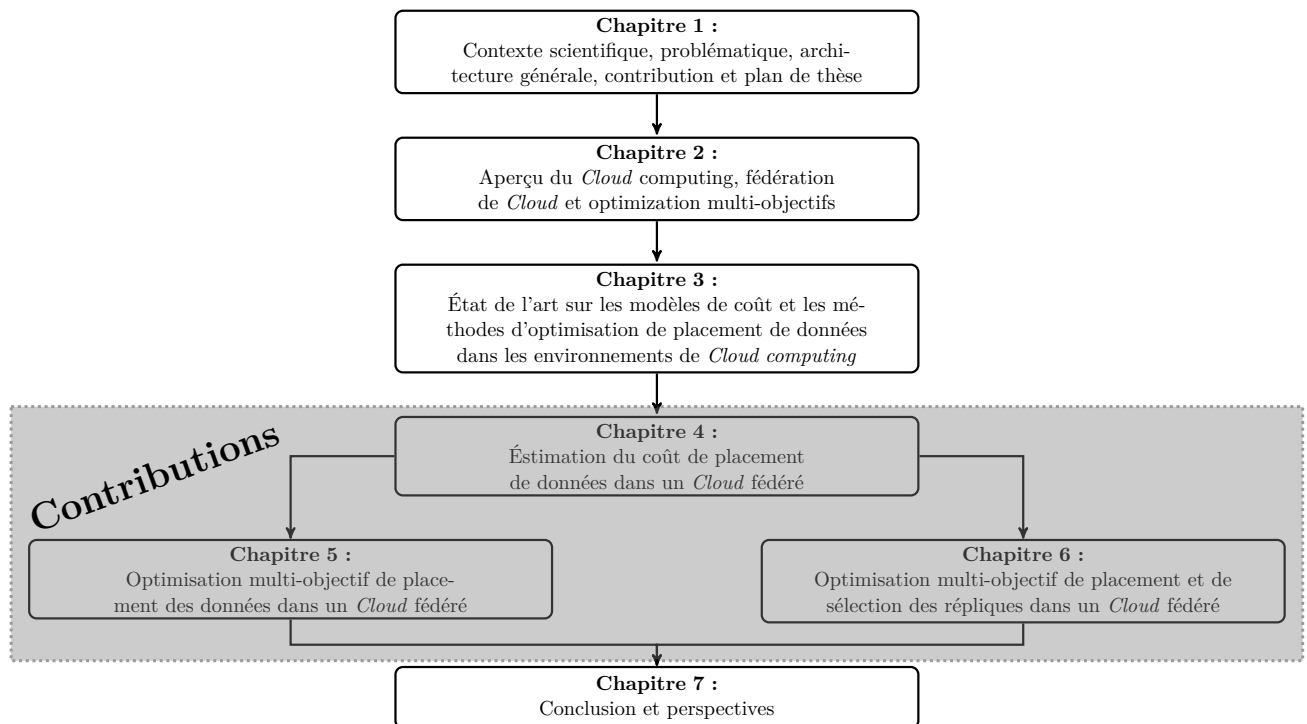 Chapitre 1 :
Contexte scientifique, problématique, archi-
tecture générale, contribution et plan de thèse
Chapitre 2 :
Aperçu du Cloud computing, fédération
de Cloud et optimization multi-objectifs
Chapitre 3 :
État de l'art sur les modèles de coût et les mé-
thodes d'optimisation de placement de données
dans les environnements de Cloud computing
Contributions
Chapitre 4 :
Éstimation du coût de placement
de données dans un Cloud fédéré
Chapitre 5 :
Optimisation multi-objectif de place-
ment des données dans un Cloud fédéré
Chapitre 6 :
Optimisation multi-objectif de placement et de
sélection des répliques dans un Cloud fédéré
Chapitre 7 :
Conclusion et perspectives